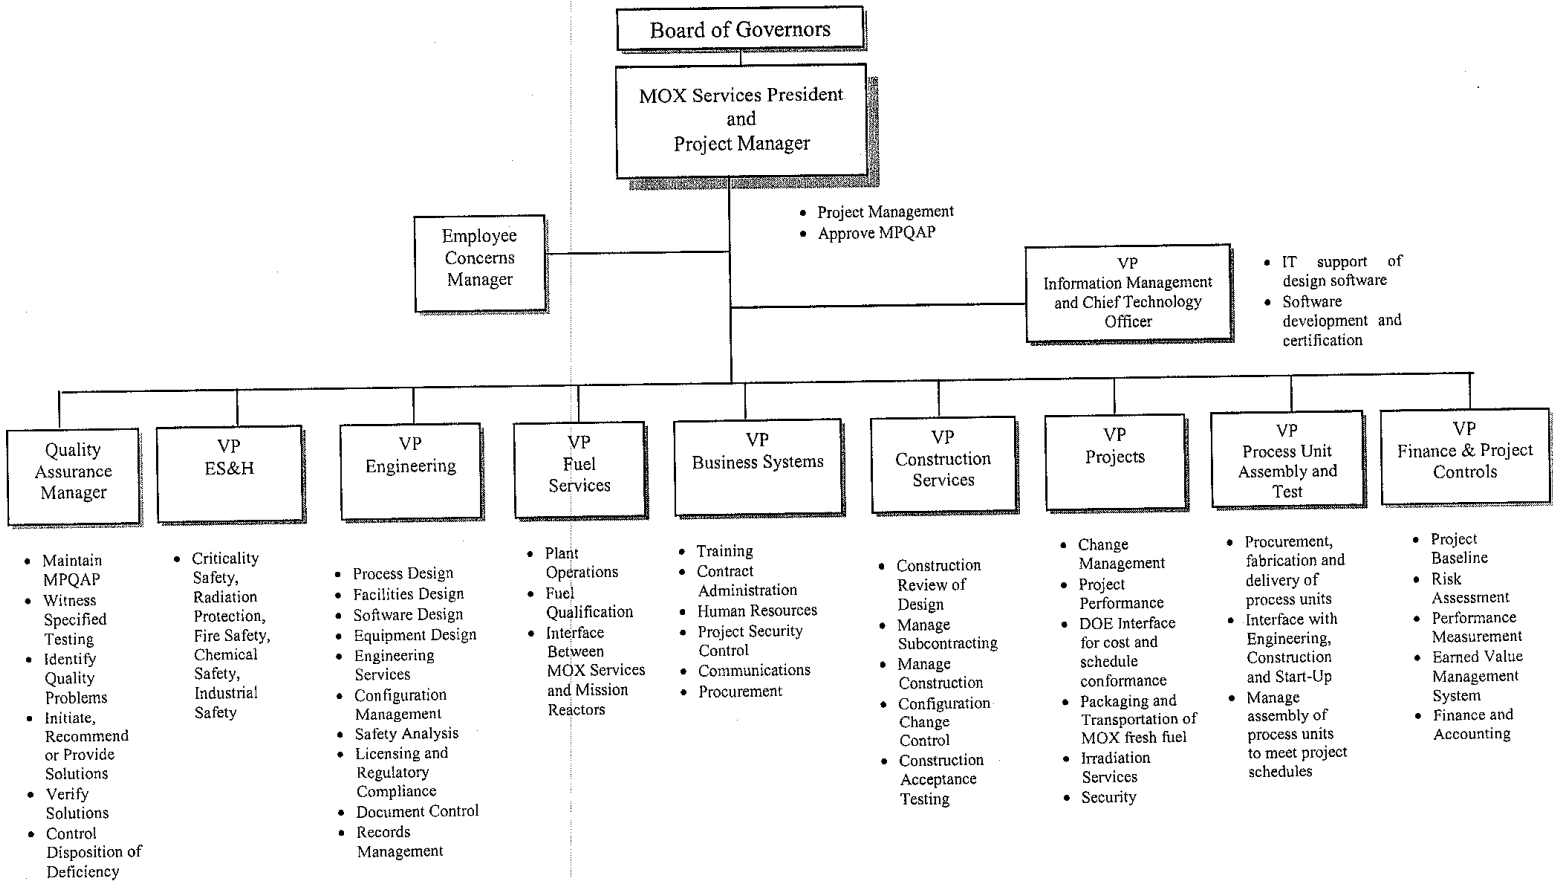 Board of Governors
MOX Services President
and
Project Manager
• Project Management
• Approve MPQAP
Employee
Concerns
Manager
VP
Information Management
and Chief Technology
Officer
• IT support of
design software
• Software
development and
certification
Quality
Assurance
Manager
• Maintain
MPQAP
• Witness
Specified
Testing
• Identify
Quality
Problems
• Initiate,
Recommend
or Provide
Solutions
• Verify
Solutions
• Control
Disposition of
Deficiency
VP
ES&H
• Criticality
Safety,
Radiation
Protection,
Fire Safety,
Chemical
Safety,
Industrial
Safety
VP
Engineering
• Process Design
• Facilities Design
• Software Design
• Equipment Design
• Engineering
Services
• Configuration
Management
• Safety Analysis
• Licensing and
Regulatory
Compliance
• Document Control
• Records
Management
VP
Fuel
Services
• Plant
Operations
• Fuel
Qualification
• Interface
Between
MOX Services
and Mission
Reactors
VP
Business Systems
• Training
• Contract
Administration
• Human Resources
• Project Security
Control
• Communications
• Procurement
VP
Construction
Services
• Construction
Review of
Design
• Manage
Subcontracting
• Manage
Construction
• Configuration
Change
Control
• Construction
Acceptance
Testing
VP
Projects
• Change
Management
• Project
Performance
• DOE Interface
for cost and
schedule
conformance
• Packaging and
Transportation of
MOX fresh fuel
• Irradiation
Services
• Security
VP
Process Unit
Assembly and
Test
• Procurement,
fabrication and
delivery of
process units
• Interface with
Engineering,
Construction
and Start-Up
• Manage
assembly of
process units
to meet project
schedules
VP
Finance & Project
Controls
• Project
Baseline
• Risk
Assessment
• Performance
Measurement
• Earned Value
Management
System
• Finance and
Accounting